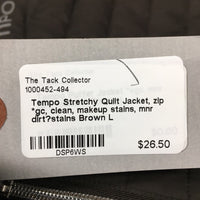 The Tack Collector
1000452-494
Tempo Stretchy Quilt Jacket, zip
*gc, clean, makeup stains, mnr
dirt?stains Brown L
DSP6WS
$26.50